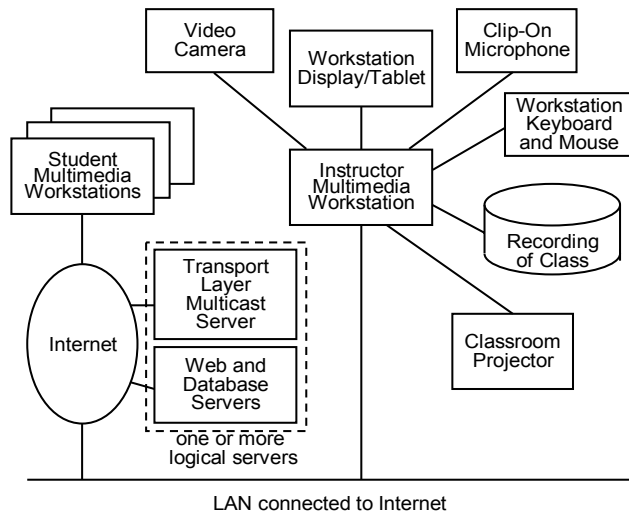 Video
Camera
Workstation
Display/Tablet
Clip-On
Microphone
Workstation
Keyboard
and Mouse
Student
Multimedia
Workstations
Instructor
Multimedia
Workstation
Recording
of Class
Transport
Layer
Multicast
Server
Internet
Classroom
Projector
Web and
Database
Servers
one or more
logical servers
LAN connected to Internet